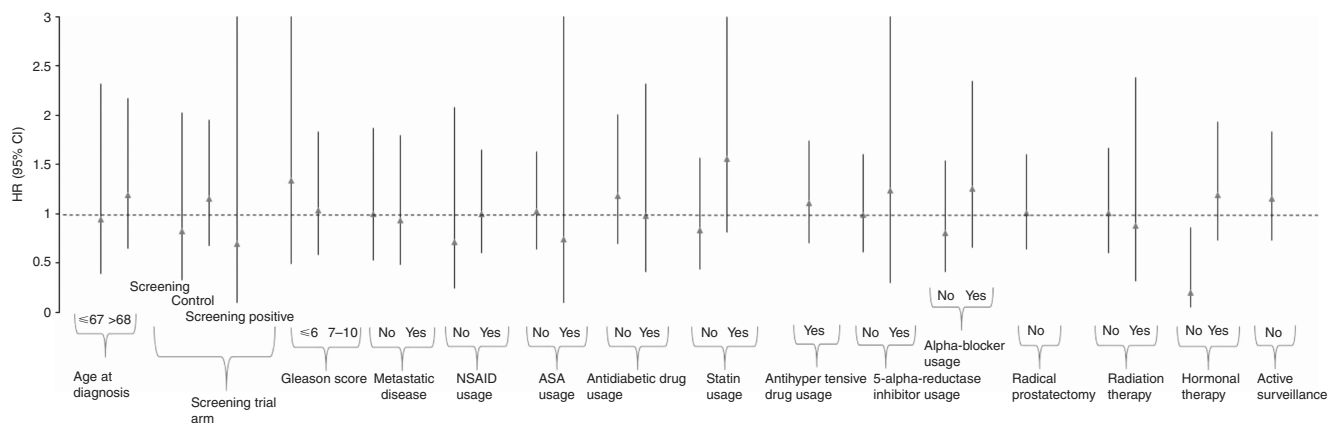 HR (95% CI)
3
2.5
2
1.5
1
0.5
0
Screening
Control
Screening positive
≤67 >68
Age at
diagnosis
Screening trial
arm
≤6 7–10
Gleason score
No Yes
Metastatic
disease
No Yes
NSAID
usage
No Yes
ASA
usage
No Yes
Antidiabetic drug
usage
No Yes
Statin
usage
Yes
Antihyper tensive
drug usage
No Yes
5-alpha-reductase
inhibitor usage
No Yes
Alpha-blocker
usage
No
Radical
prostatectomy
No Yes
Radiation
therapy
No Yes
Hormonal
therapy
No
Active
surveillance